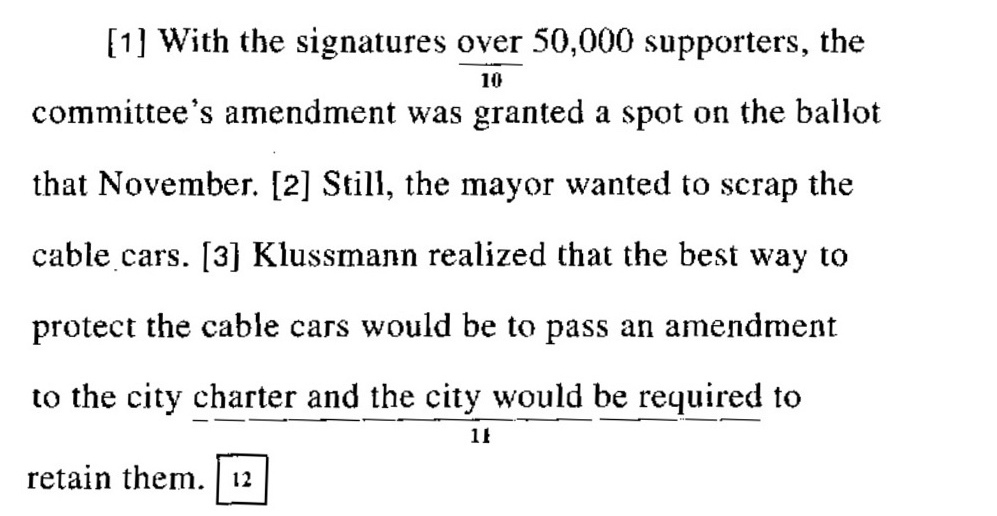 [1] With the signatures over 50,000 supporters, the
10
committee's amendment was granted a spot on the ballot
that November. [2] Still, the mayor wanted to scrap the
cable cars. [3] Klussmann realized that the best way to
protect the cable cars would be to pass an amendment
to the city charter and the city would be required to
11
retain them. 12